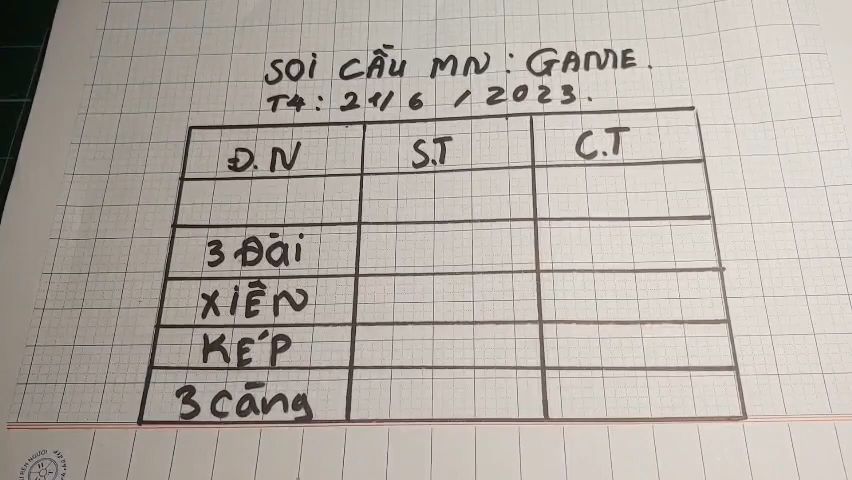 SOi CẦU MN: GAME.
T4: 21/6/2023.
Đ.N S.T C.T
3 Đài
XIÊN
KÉP
3 Càng